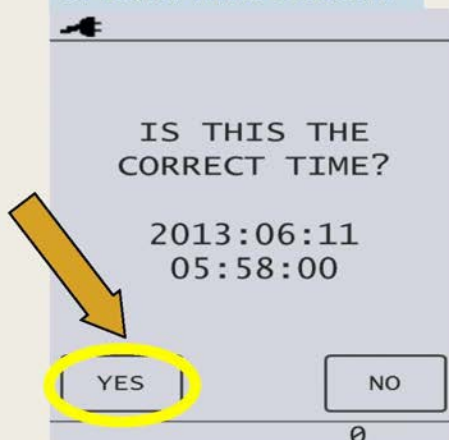 IS THIS THE
CORRECT TIME?
2013:06:11
05:58:00
YES
NO
0